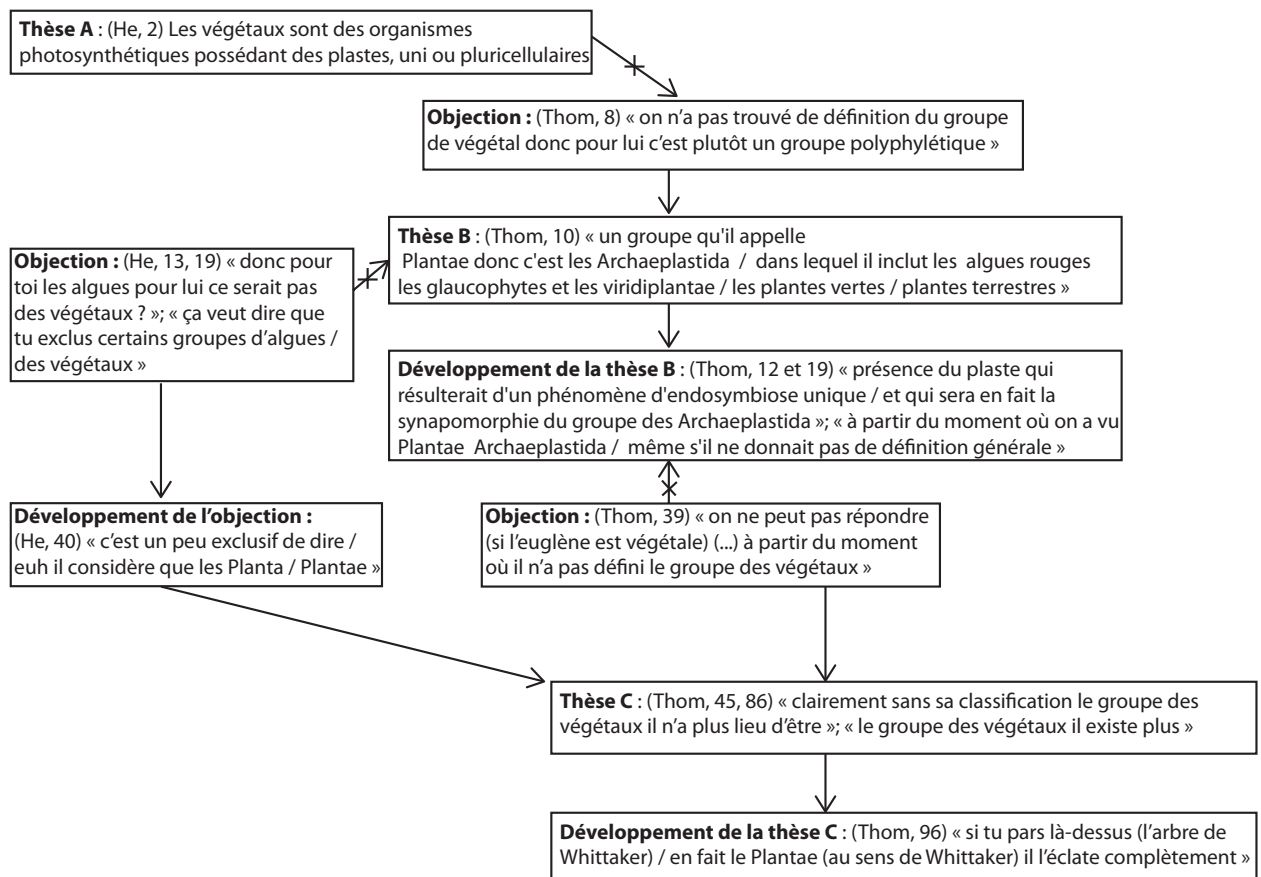 Thèse A : (He, 2) Les végétaux sont des organismes
photosynthétiques possédant des plastes, uni ou pluricellulaires
Objection : (Thom, 8) « on n'a pas trouvé de définition du groupe
de végétal donc pour lui c'est plutôt un groupe polyphylétique »
Thèse B : (Thom, 10) « un groupe qu'il appelle
Plantae donc c'est les Archaeplastida / dans lequel il inclut les algues rouges
les glaucophytes et les viridiplantae / les plantes vertes / plantes terrestres »
Objection : (He, 13, 19) « donc pour
toi les algues pour lui ce serait pas
des végétaux ? »; « ça veut dire que
tu exclus certains groupes d'algues /
des végétaux »
Développement de la thèse B : (Thom, 12 et 19) « présence du plaste qui
résulterait d'un phénomène d'endosymbiose unique / et qui sera en fait la
synapomorphie du groupe des Archaeplastida »; « à partir du moment où on a vu
Plantae Archaeplastida / même s'il ne donnait pas de définition générale »
Développement de l'objection :
(He, 40) « c'est un peu exclusif de dire /
euh il considère que les Planta / Plantae »
Objection : (Thom, 39) « on ne peut pas répondre
(si l'euglène est végétale) (...) à partir du moment
où il n'a pas défini le groupe des végétaux »
Thèse C : (Thom, 45, 86) « clairement sans sa classification le groupe des
végétaux il n'a plus lieu d'être »; « le groupe des végétaux il existe plus »
Développement de la thèse C : (Thom, 96) « si tu pars là-dessus (l'arbre de
Whittaker) / en fait le Plantae (au sens de Whittaker) il l'éclate complètement »